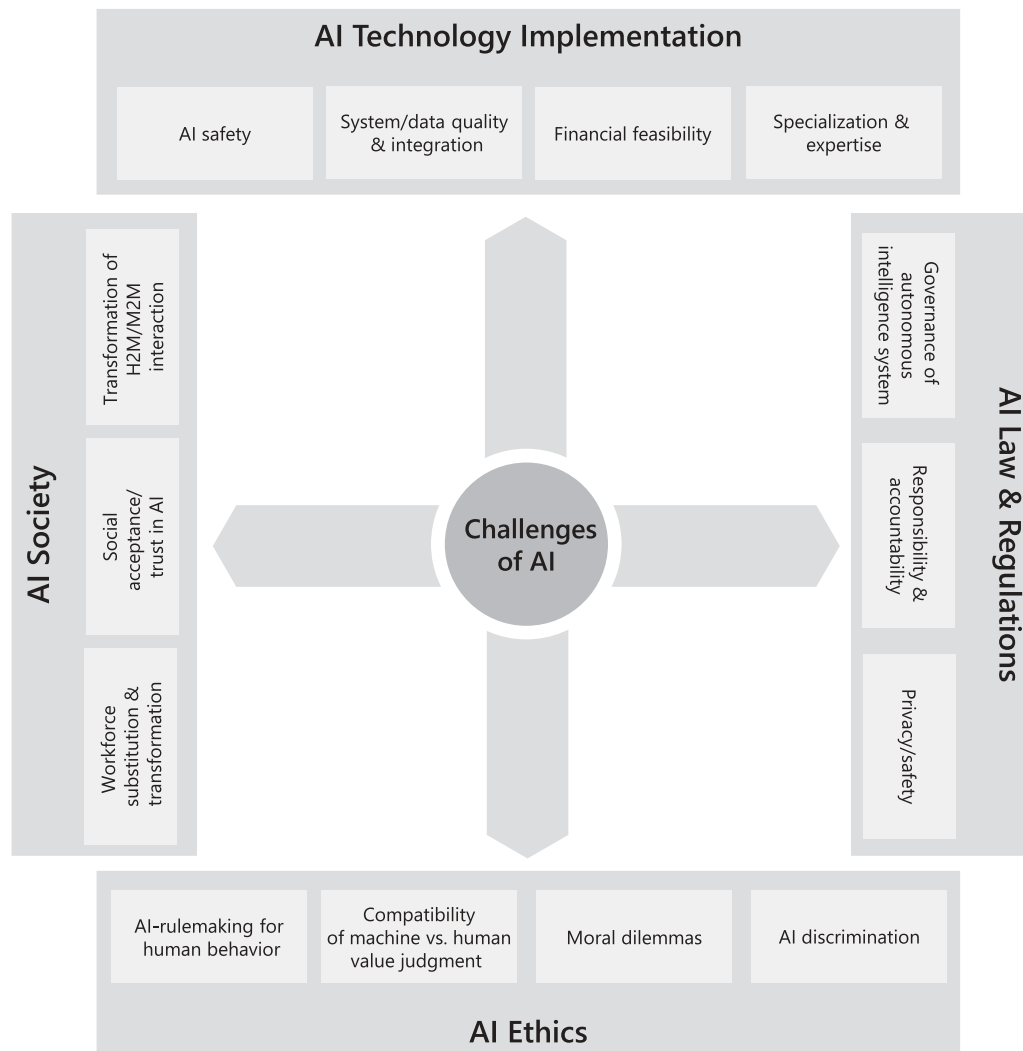 AI Technology Implementation
AI safety
System/data quality
& integration
Financial feasibility
Specialization &
expertise
AI Society
Transformation of
H2M/M2M
interaction
Social
acceptance/
trust in AI
Workforce
substitution &
transformation
Challenges
of AI
Governance of
autonomous
intelligence system
Responsibility &
accountability
Privacy/safety
AI Law & Regulations
AI-rulemaking for
human behavior
Compatibility
of machine vs. human
value judgment
Moral dilemmas
AI discrimination
AI Ethics